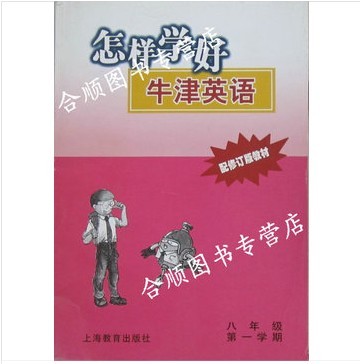 怎样学好
牛津英语
配修订版教材
合顺图书专营店
合顺图书专营店
八年级
第一学期
上海教育出版社